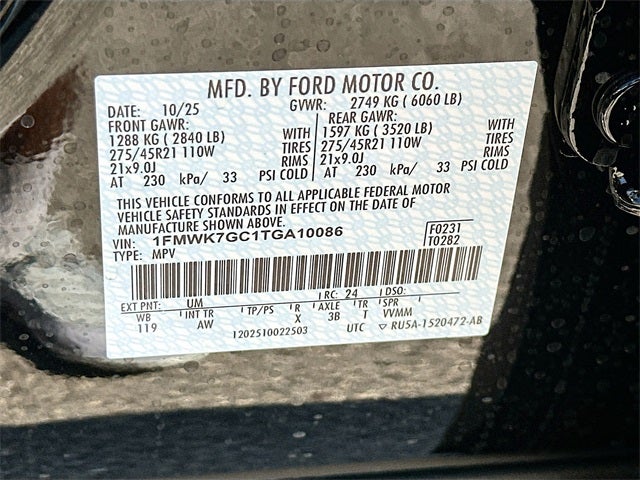 MFD. BY FORD MOTOR CO.
DATE: 10/25 GVWR: 2749 KG ( 6060 LB)
FRONT GAWR: REAR GAWR:
1288 KG ( 2840 LB) WITH 1597 KG ( 3520 LB) WITH
275/45R21 110W TIRES 275/45R21 110W TIRES
21x9.0J RIMS 21x9.0J RIMS
AT 230 kPa/ 33 PSI COLD AT 230 kPa/ 33 PSI COLD
THIS VEHICLE CONFORMS TO ALL APPLICABLE FEDERAL MOTOR
VEHICLE SAFETY STANDARDS IN EFFECT ON THE DATE OF
MANUFACTURE SHOWN ABOVE.
VIN: 1FMWK7GC1TGA10086 F0231
TYPE: MPV T0282
EXT PNT: UM RC: 24 DSO:
WB INT TR TP/PS R AXLE TR SPR
119 AW X 3B T VVMM
1202510022503 UTC ▽ RU5A-1520472-AB